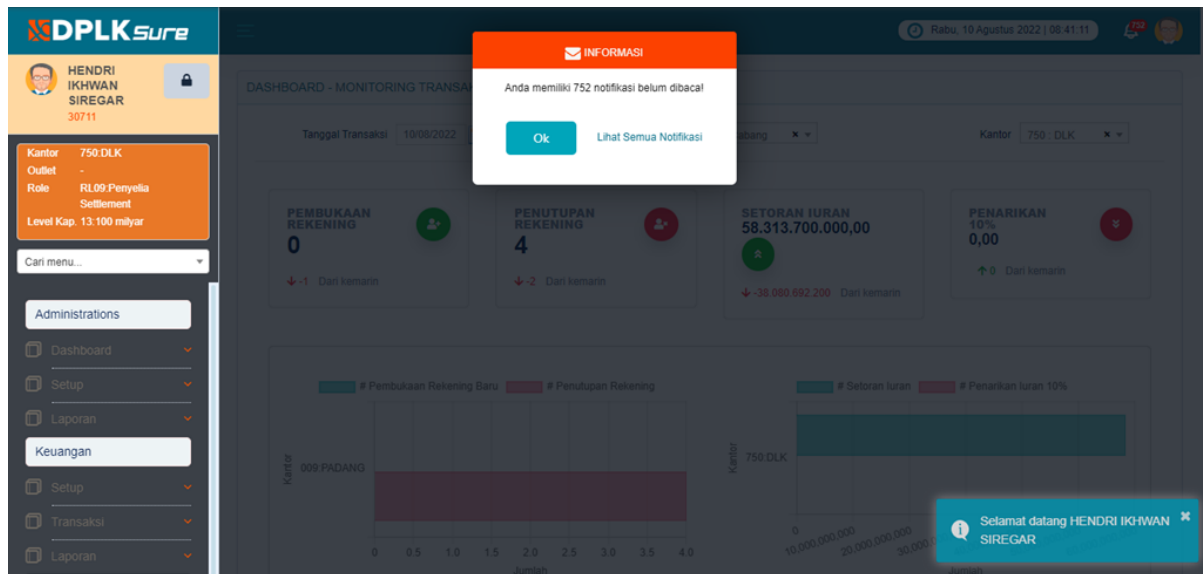 DPLKSure
HENDRI
IKHWAN
SIREGAR
30711
Kantor 750:DLK
Outlet -
Role RL09:Penyelia
Settlement
Level Kap. 13:100 milyar
Cari menu...
Administrations
Dashboard
Setup
Laporan
Keuangan
Setup
Transaksi
Laporan
Rabu, 10 Agustus 2022 | 08:41:11
752
INFORMASI
Anda memiliki 752 notifikasi belum dibaca!
Ok Lihat Semua Notifikasi
DASHBOARD - MONITORING
Tanggal Transaksi 10/08/2022
Kantor 750 : DLK
PEMBUKAAN
REKENING
0
-1 Dari kemarin
PENUTUPAN
REKENING
4
-2 Dari kemarin
SETORAN IURAN
58.313.700.000,00
-38.080.692.200 Dari kemarin
PENARIKAN
10%
0,00
0 Dari kemarin
# Pembukaan Rekening Baru # Penutupan Rekening
Kantor
009:PADANG
0 0.5 1.0 1.5 2.0 2.5 3.0 3.5 4.0
Jumlah
# Setoran Iuran # Penarikan Iuran 10%
Kantor
750:DLK
0 10,000,000,000 20,000,000,000
Jumlah
Selamat datang HENDRI IKHWAN
SIREGAR